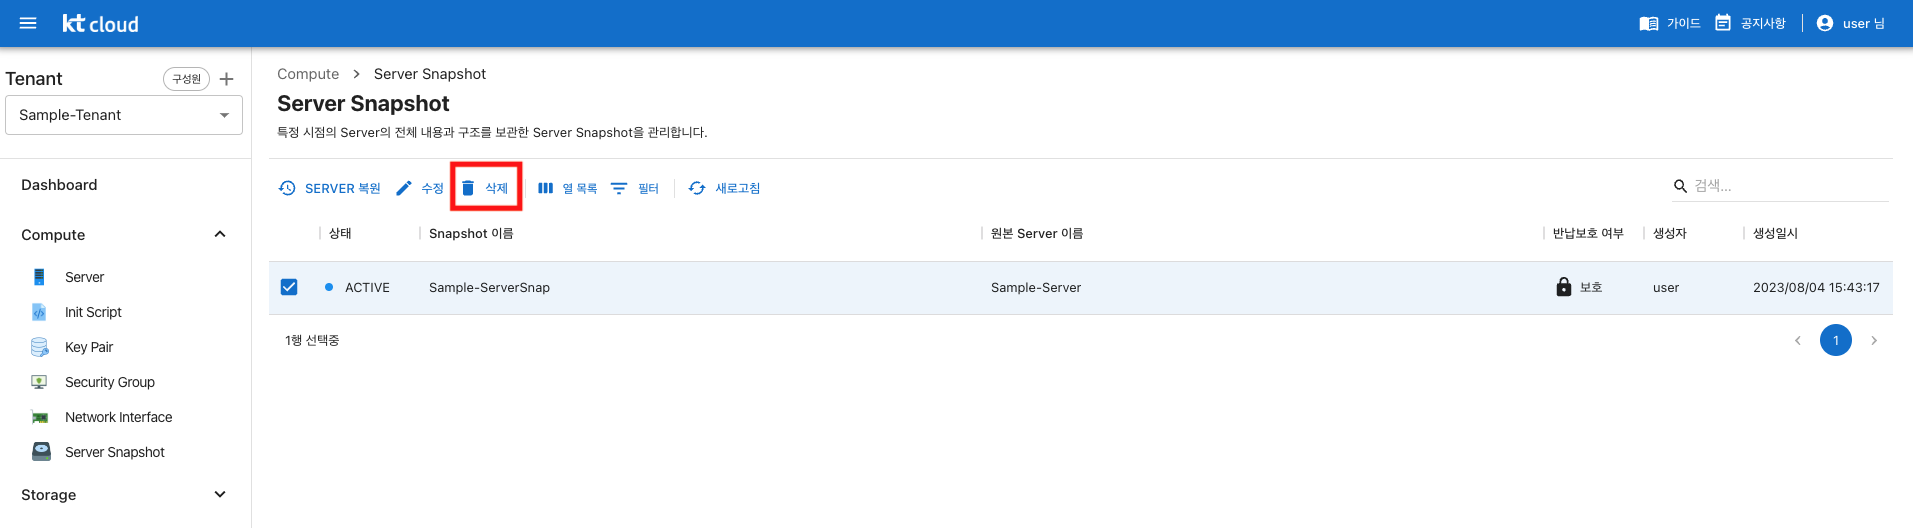 kt cloud
가이드
공지사항
user 님
Tenant
구성원
Sample-Tenant
Dashboard
Compute
Server
Init Script
Key Pair
Security Group
Network Interface
Server Snapshot
Storage
Compute > Server Snapshot
Server Snapshot
특정 시점의 Server의 전체 내용과 구조를 보관한 Server Snapshot을 관리합니다.
SERVER 복원 수정 삭제 열 목록 필터 새로고침
검색...
상태 Snapshot 이름 원본 Server 이름 반납보호 여부 생성자 생성일시
ACTIVE Sample-ServerSnap Sample-Server 보호 user 2023/08/04 15:43:17
1행 선택중
1